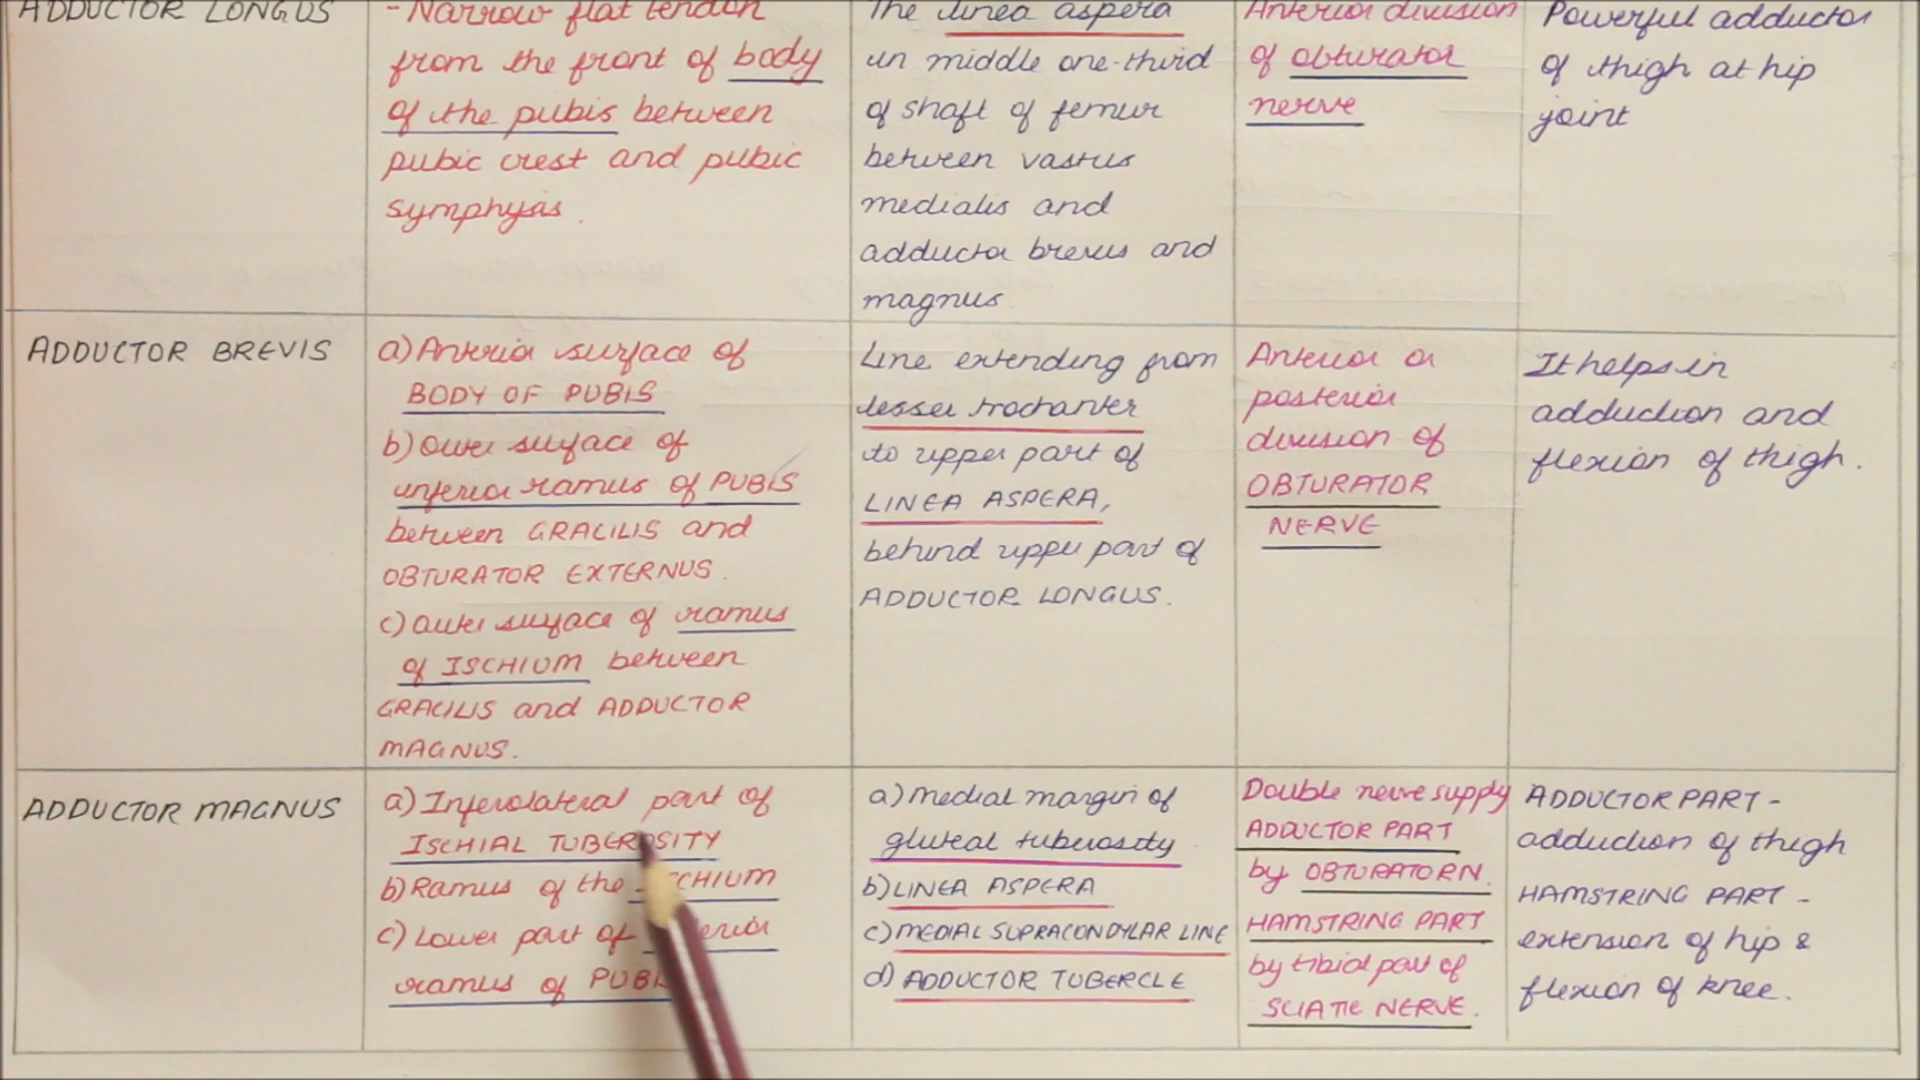 ADDUCTOR LONGUS
- Narrow flat tendon
from the front of body
of the pubis between
pubic crest and pubic
symphysis.
The linea aspera
in middle one-third
of shaft of femur
between vastus
medialis and
adductor brevis and
magnus.
Anterior division
of obturator
nerve
Powerful adductor
of thigh at hip
joint
ADDUCTOR BREVIS
a) Anterior surface of
BODY OF PUBIS
b) Outer surface of
inferior ramus of PUBIS
between GRACILIS and
OBTURATOR EXTERNUS.
c) outer surface of ramus
of ISCHIUM between
GRACILIS and ADDUCTOR
MAGNUS.
Line extending from
lesser trochanter
to upper part of
LINEA ASPERA,
behind upper part of
ADDUCTOR LONGUS.
Anterior or
posterior
division of
OBTURATOR
NERVE
It helps in
adduction and
flexion of thigh.
ADDUCTOR MAGNUS
a) Inferolateral part of
ISCHIAL TUBEROSITY
b) Ramus of the ISCHIUM
c) Lower part of inferior
ramus of PUBIS
a) medial margin of
gluteal tuberosity
b) LINEA ASPERA
c) MEDIAL SUPRACONDYLAR LINE
d) ADDUCTOR TUBERCLE
Double nerve supply
ADDUCTOR PART
by OBTURATOR N.
HAMSTRING PART
by tibial part of
SCIATIC NERVE.
ADDUCTOR PART -
adduction of thigh
HAMSTRING PART -
extension of hip &
flexion of knee.